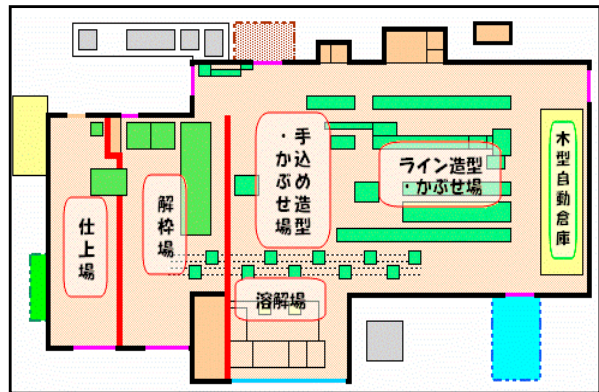 仕上場
解枠場
手込め造型
・かぶせ場
ライン造型
・かぶせ場
木型自動倉庫
溶解場